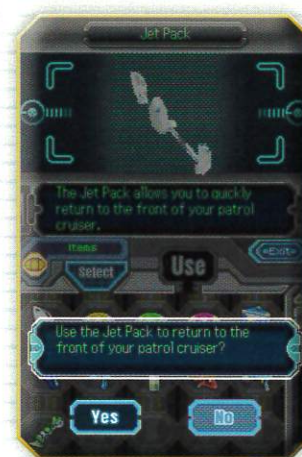 Jet Pack
The Jet Pack allows you to quickly
return to the front of your patrol
cruiser.
Items
Select
Use
EXIT
Use the Jet Pack to return to the
front of your patrol cruiser?
Yes
No